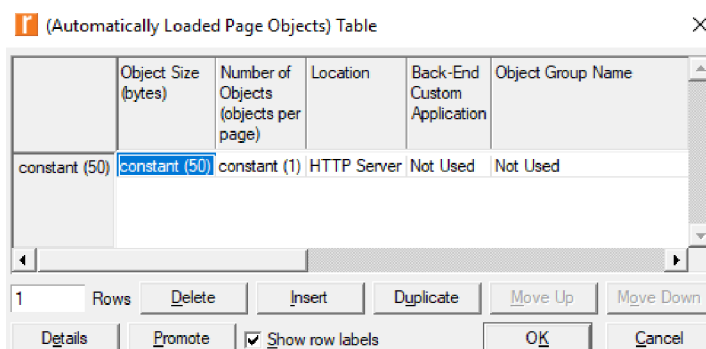 (Automatically Loaded Page Objects) Table
Object Size (bytes) Number of Objects (objects per page) Location Back-End Custom Application Object Group Name
constant (50) constant (50) constant (1) HTTP Server Not Used Not Used
1 Rows Delete Insert Duplicate Move Up Move Down
Details Promote Show row labels OK Cancel